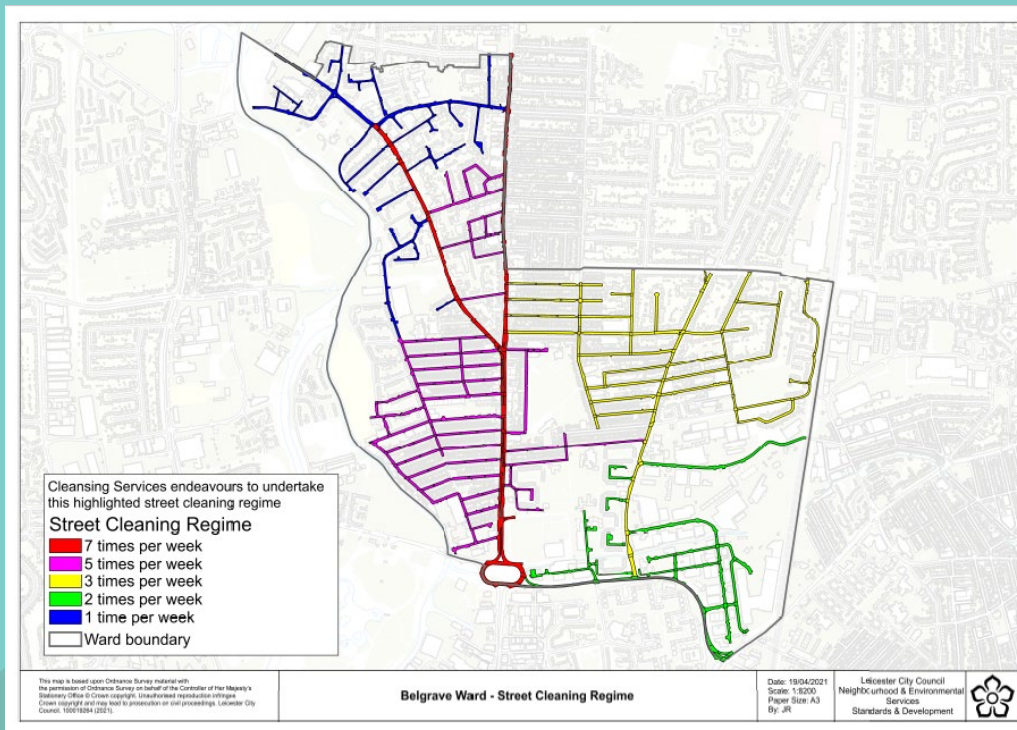 Cleansing Services endeavours to undertake
this highlighted street cleaning regime
Street Cleaning Regime
7 times per week
5 times per week
3 times per week
2 times per week
1 time per week
Ward boundary
This map is based upon Ordnance Survey material with
the permission of Ordnance Survey on behalf of the Controller of Her Majesty's
Stationery Office © Crown copyright. Unauthorised reproduction infringes
Crown copyright and may lead to prosecution or civil proceedings. Leicester City
Council. 100019264 (2021).
Belgrave Ward - Street Cleaning Regime
Date: 19/04/2021
Scale: 1:8200
Paper Size: A3
By: JR
Leicester City Council
Neighbourhood & Environmental
Services
Standards & Development